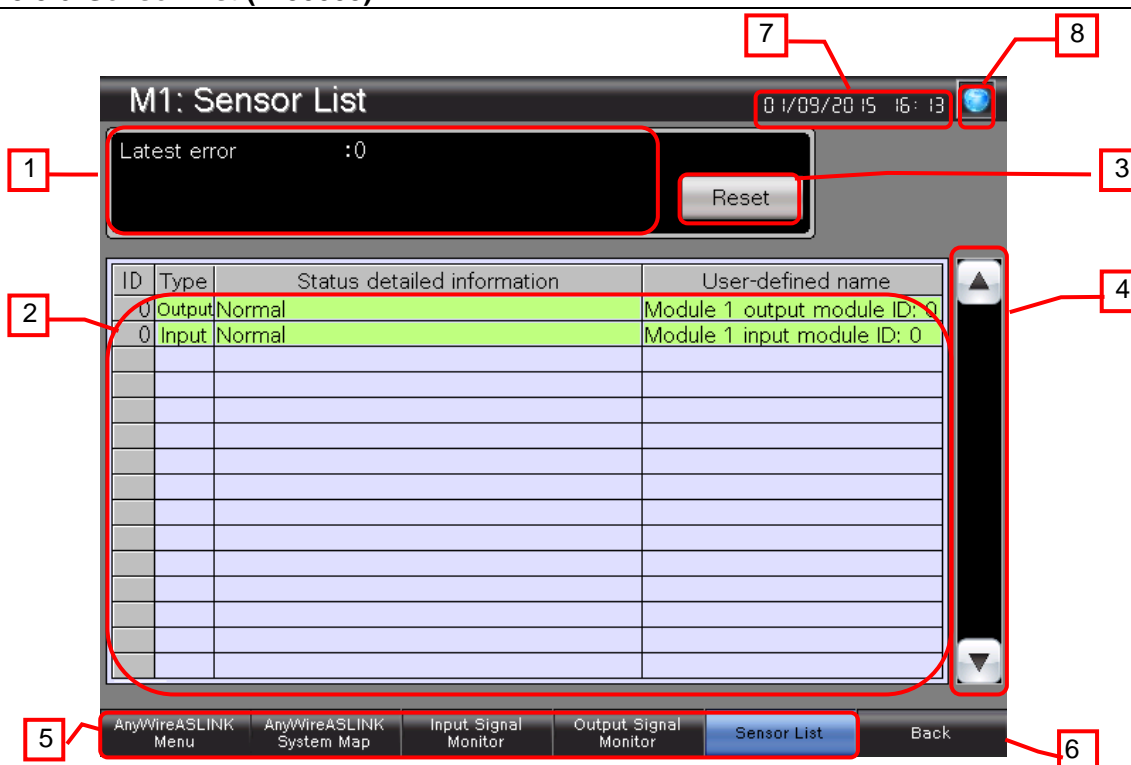 7
8
M1: Sensor List
01/09/2015 16:13
Latest error :0
1
3
Reset
ID Type Status detailed information User-defined name
4
0 Output Normal Module 1 output module ID: 0
2
0 Input Normal Module 1 input module ID: 0
AnyWireASLINK Menu
AnyWireASLINK System Map
Input Signal Monitor
Output Signal Monitor
Sensor List
Back
5
6